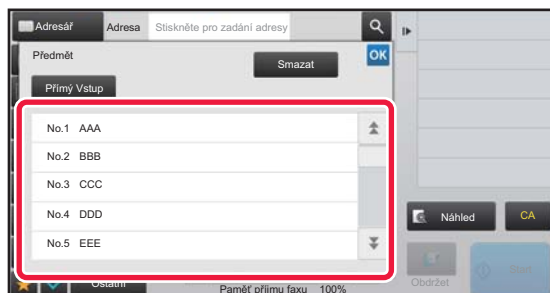 Adresář Adresa Stiskněte pro zadání adresy
Předmět Smazat OK
Přímý Vstup
No.1 AAA
No.2 BBB
No.3 CCC
No.4 DDD
No.5 EEE
Náhled CA
Ostatní
Paměť příjmu faxu 100%
Obdržet Start